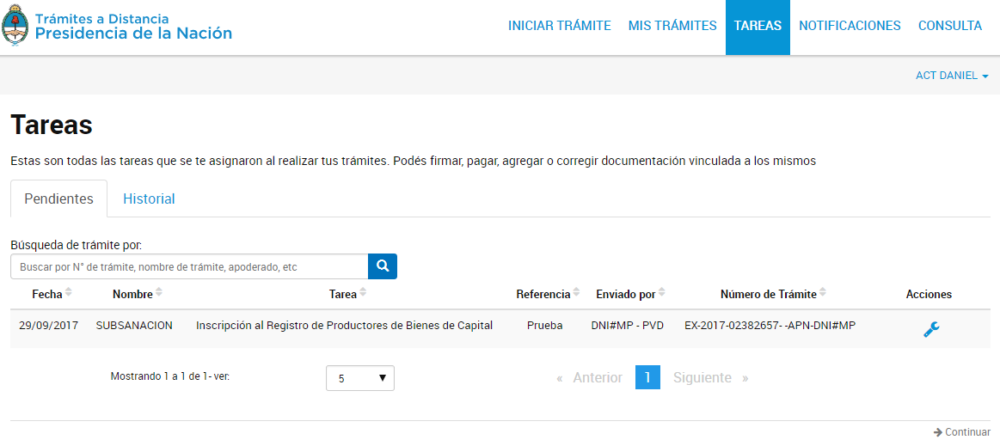 Trámites a Distancia
Presidencia de la Nación
INICIAR TRÁMITE MIS TRÁMITES TAREAS NOTIFICACIONES CONSULTA
ACT DANIEL
Tareas
Estas son todas las tareas que se te asignaron al realizar tus trámites. Podés firmar, pagar, agregar o corregir documentación vinculada a los mismos
Pendientes Historial
Búsqueda de trámite por:
Buscar por N° de trámite, nombre de trámite, apoderado, etc
Fecha Nombre Tarea Referencia Enviado por Número de Trámite Acciones
29/09/2017 SUBSANACION Inscripción al Registro de Productores de Bienes de Capital Prueba DNI#MP - PVD EX-2017-02382657- -APN-DNI#MP
Mostrando 1 a 1 de 1- ver: 5 « Anterior 1 Siguiente »
Continuar